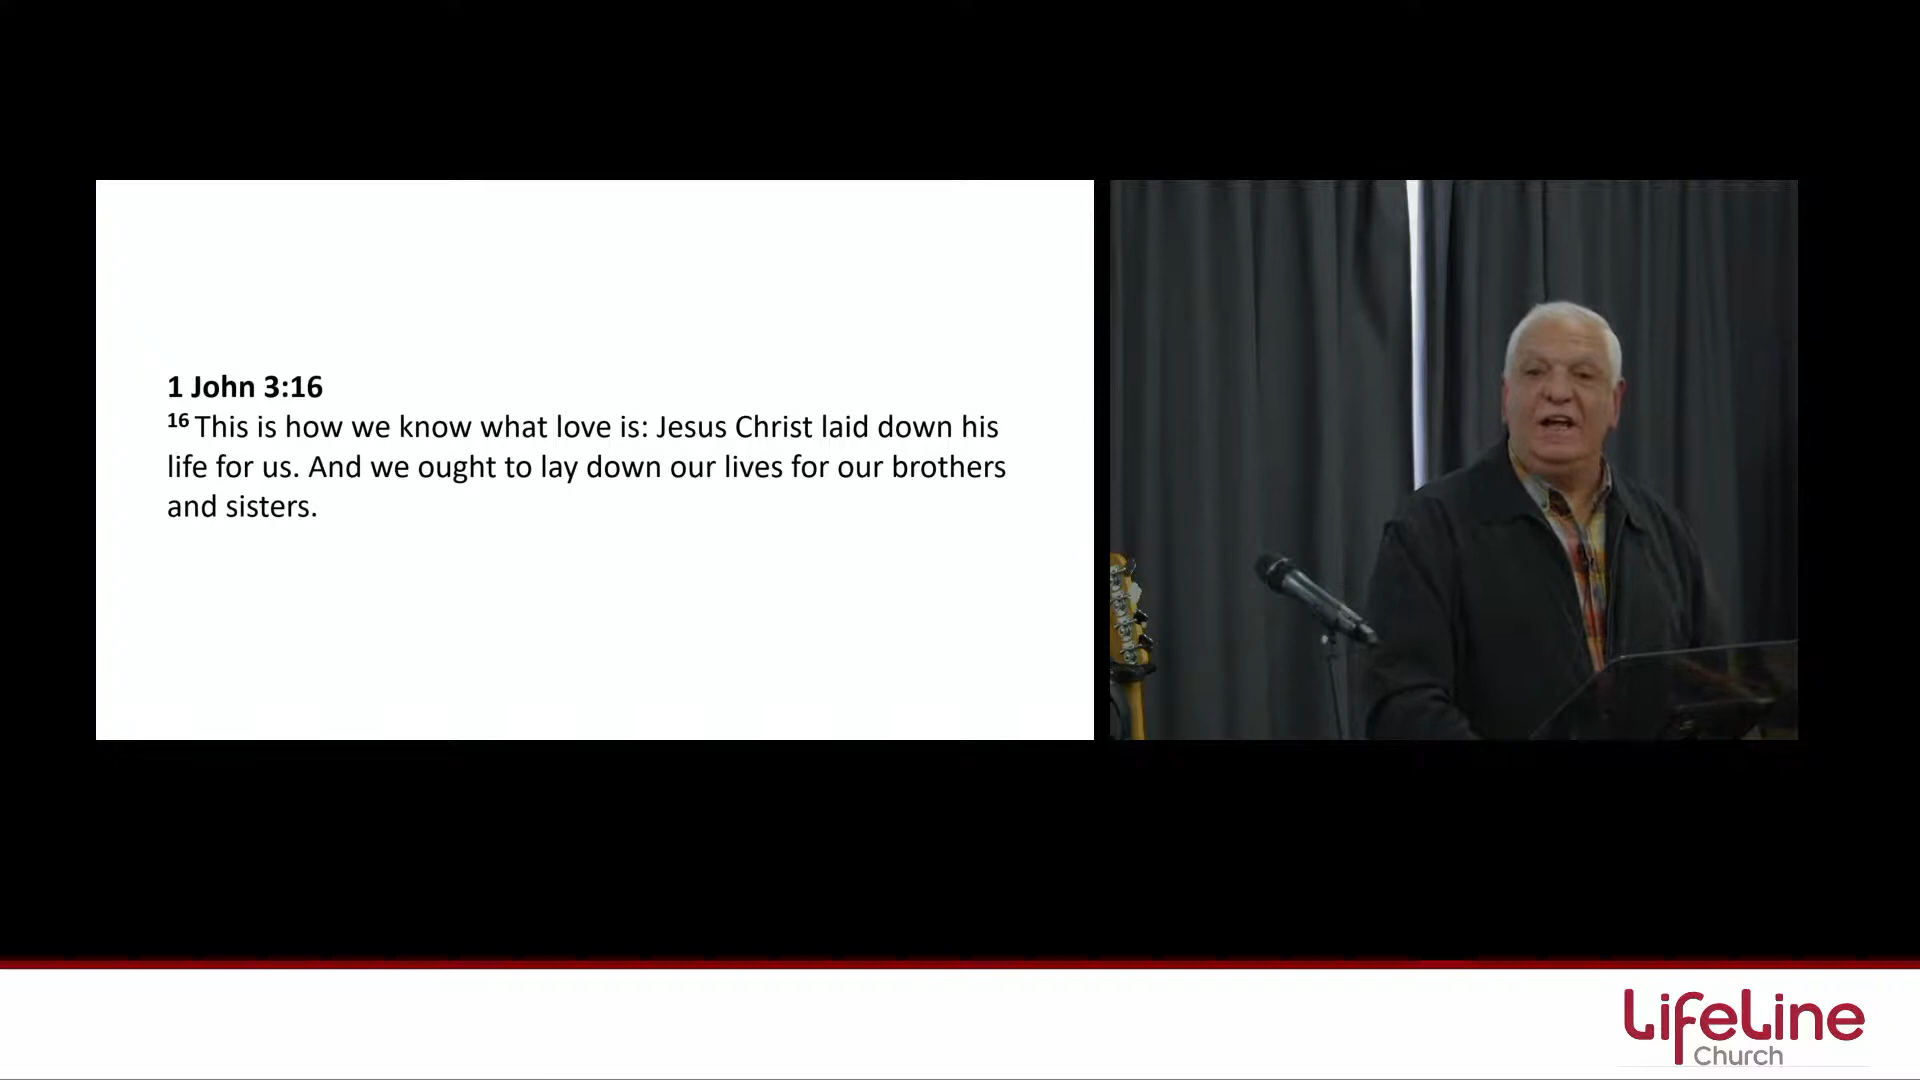 1 John 3:16
16 This is how we know what love is: Jesus Christ laid down his
life for us. And we ought to lay down our lives for our brothers
and sisters.
LifeLine
Church